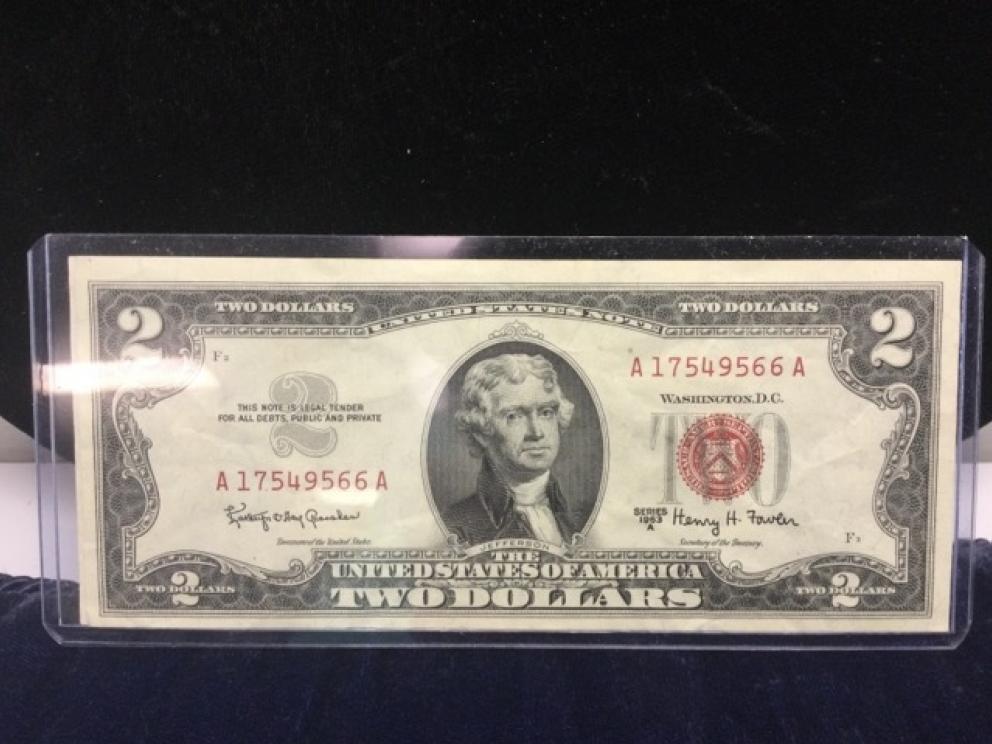 TWO DOLLARS
TWO DOLLARS
2
UNITED STATES NOTE
2
F2
A 17549566 A
WASHINGTON, D.C.
2
THIS NOTE IS LEGAL TENDER
FOR ALL DEBTS, PUBLIC AND PRIVATE
TWO
A 17549566 A
SERIES
1963
A
Henry H. Fowler
Treasurer of the United States.
Secretary of the Treasury.
JEFFERSON
THE
UNITED STATES OF AMERICA
TWO DOLLARS
TWO DOLLARS
2
TWO DOLLARS
2